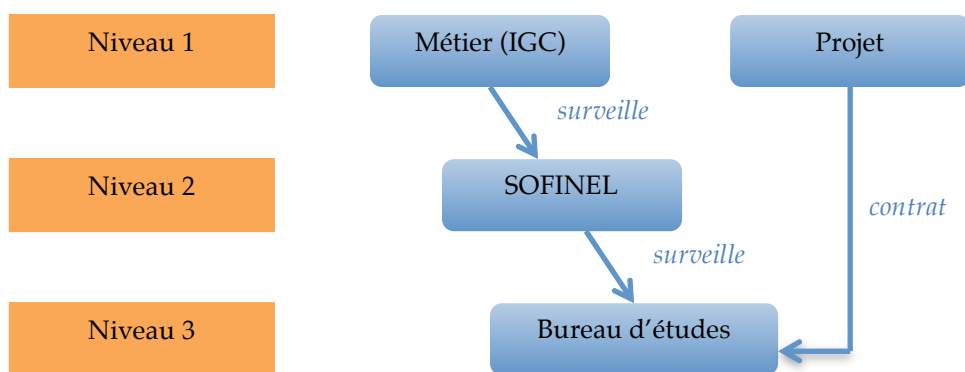 Niveau 1
Métier (IGC)
Projet
surveille
Niveau 2
SOFINEL
contrat
surveille
Niveau 3
Bureau d’études